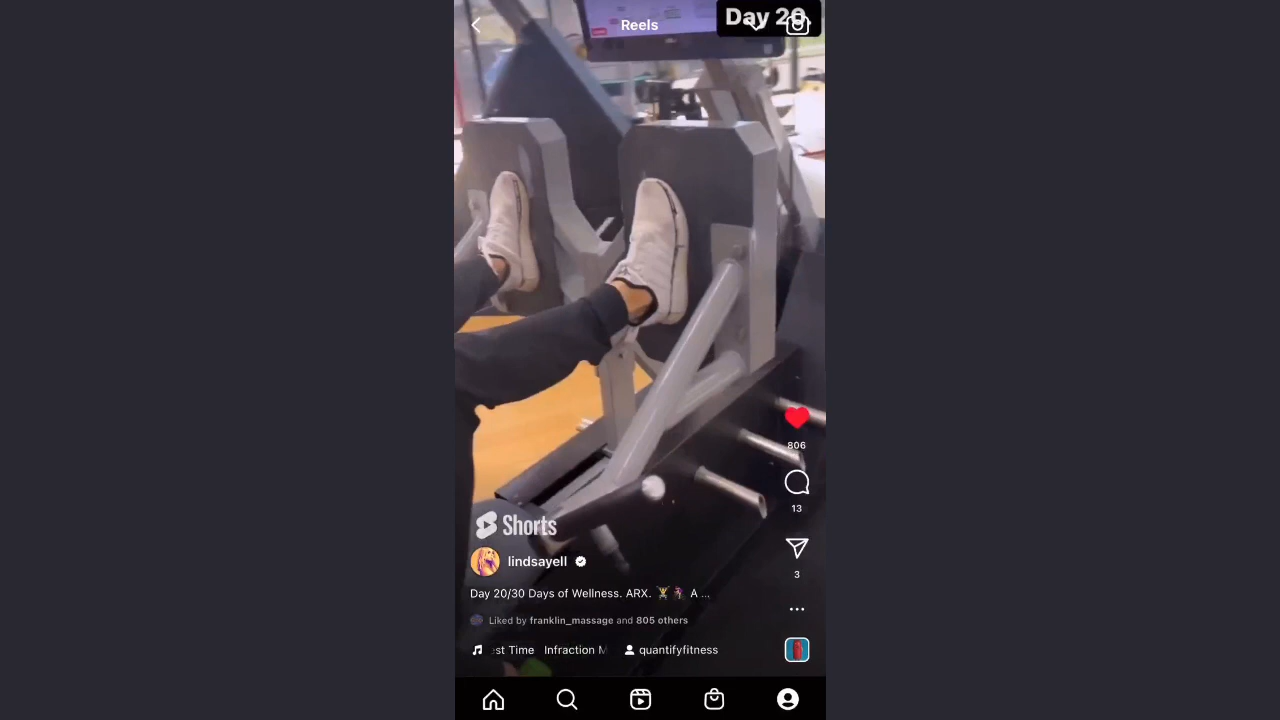 Day 20
Reels
806
13
3
Shorts
lindsayell
Day 20/30 Days of Wellness. ARX. 🏋️ 💃 A ...
Liked by franklin_massage and 805 others
est Time Infraction M
quantifyfitness